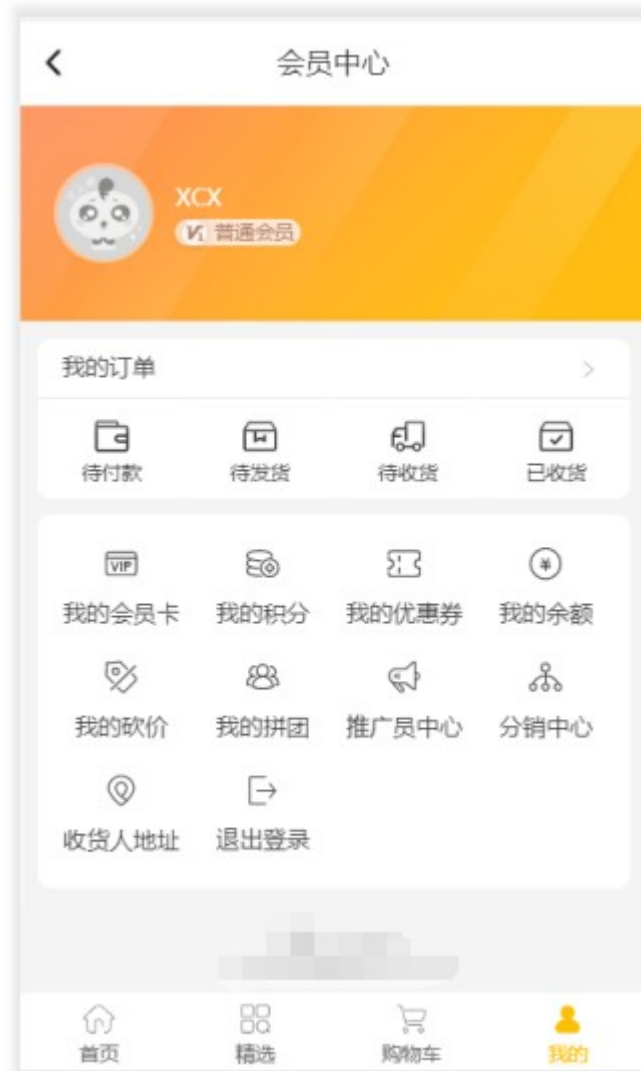 会员中心
XCX
V1 普通会员
我的订单
待付款 待发货 待收货 已收货
VIP
我的会员卡 我的积分 我的优惠券 我的余额
我的砍价 我的拼团 推广员中心 分销中心
收货人地址 退出登录
首页 精选 购物车 我的